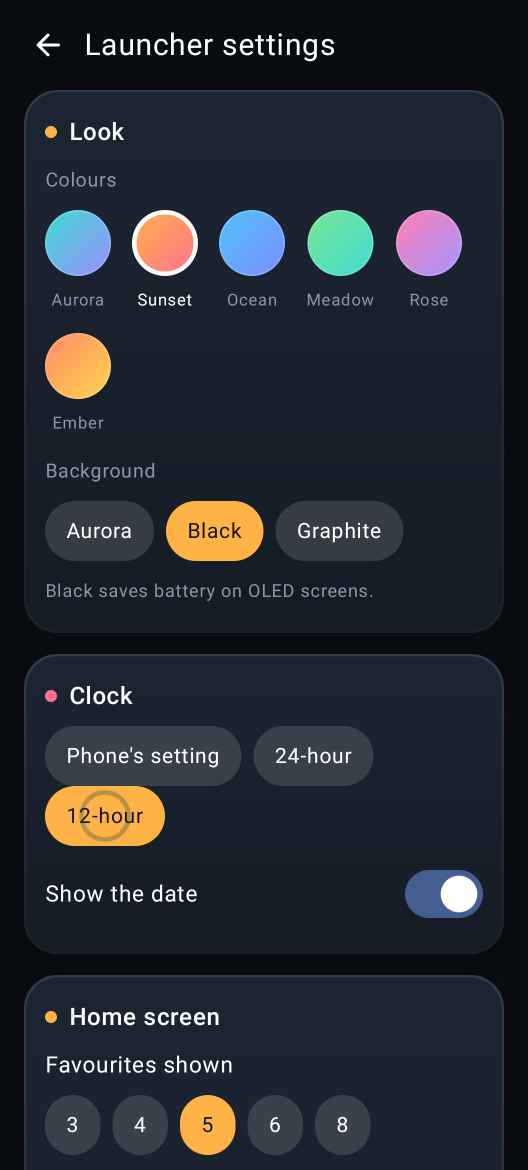 Launcher settings
Look
Colours
Aurora Sunset Ocean Meadow Rose
Ember
Background
Aurora Black Graphite
Black saves battery on OLED screens.
Clock
Phone's setting 24-hour
12-hour
Show the date
Home screen
Favourites shown
3 4 5 6 8